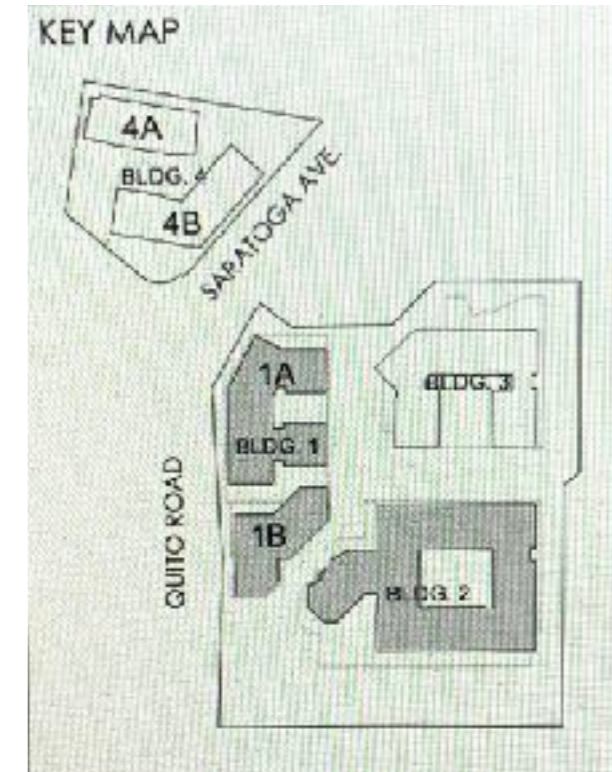 KEY MAP
4A
BLDG. 4
4B
SARATOGA AVE.
1A
BLDG. 3
BLDG. 1
QUITO ROAD
1B
BLDG. 2